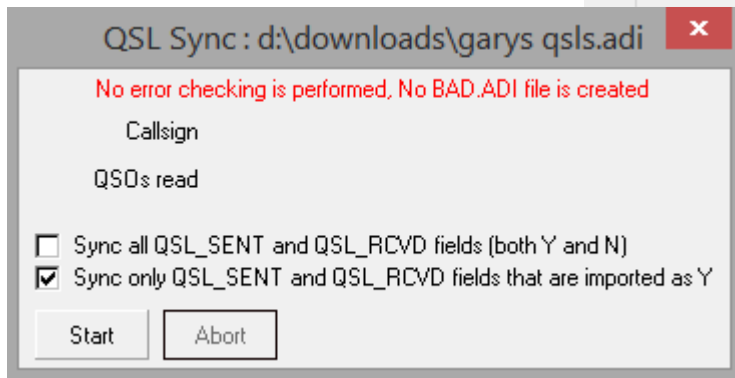 QSL Sync : d:\downloads\garys qsls.adi
No error checking is performed, No BAD.ADI file is created
Callsign
QSOs read
Sync all QSL_SENT and QSL_RCVD fields (both Y and N)
Sync only QSL_SENT and QSL_RCVD fields that are imported as Y
Start Abort